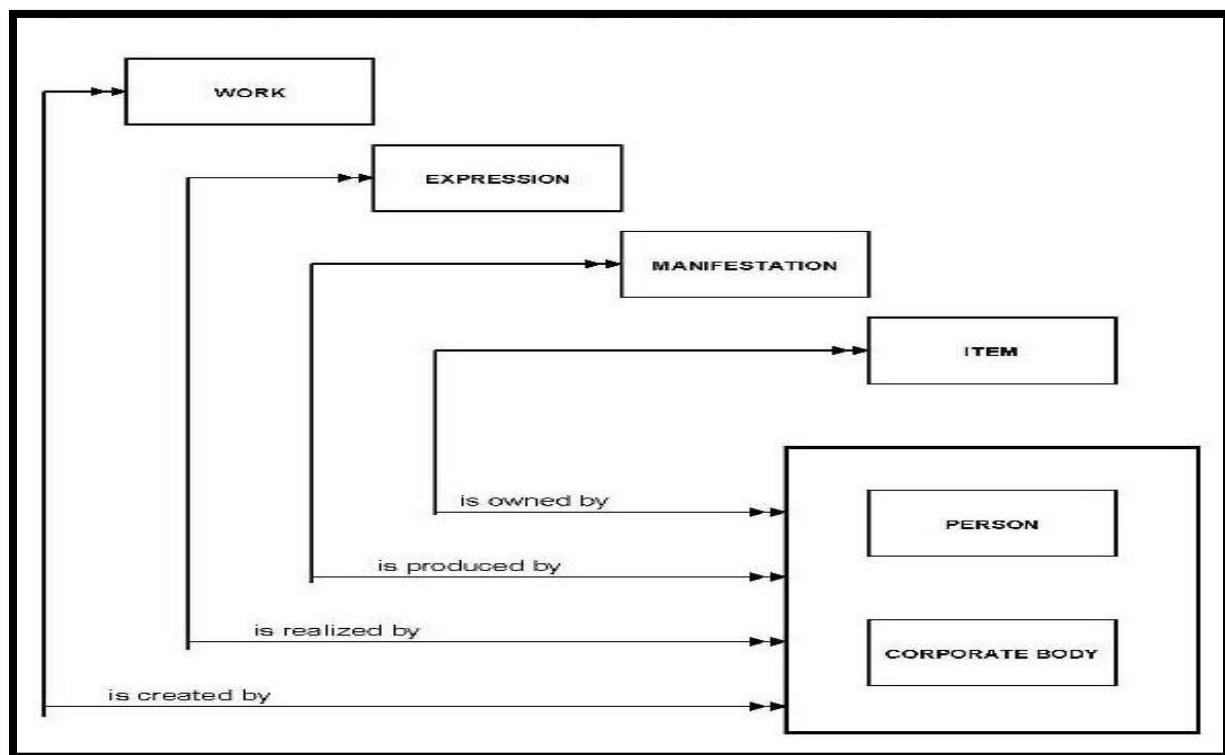 WORK
EXPRESSION
MANIFESTATION
ITEM
is owned by
PERSON
is produced by
is realized by
CORPORATE BODY
is created by